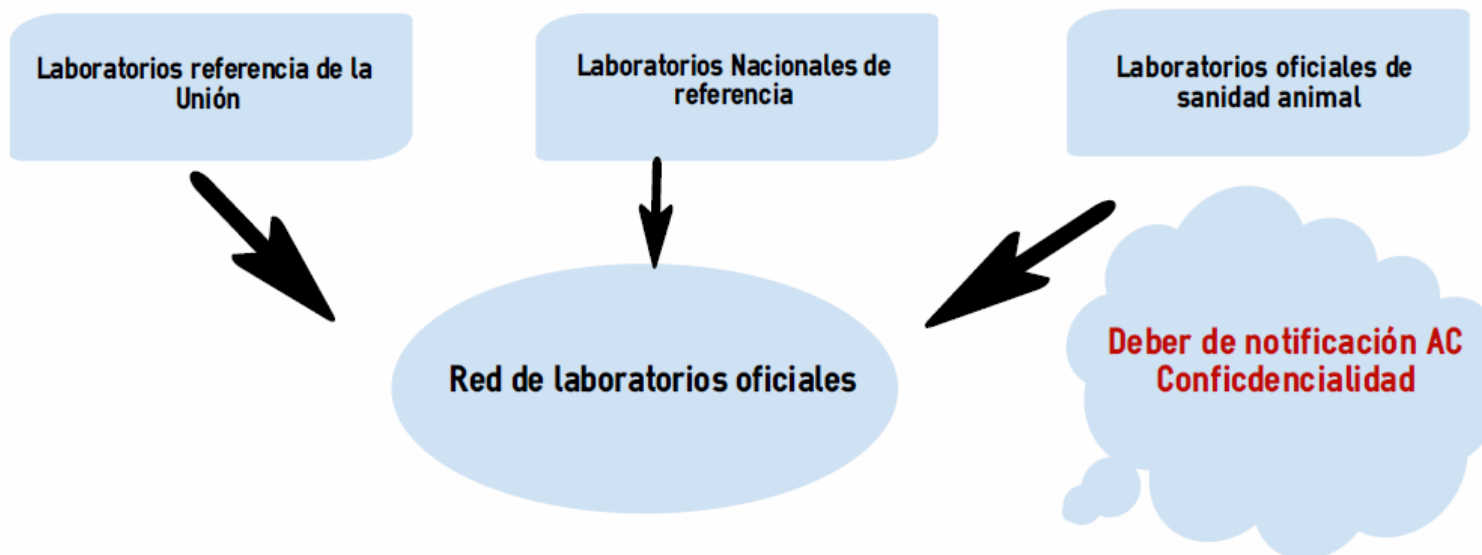 Laboratorios referencia de la
Unión
Laboratorios Nacionales de
referencia
Laboratorios oficiales de
sanidad animal
Red de laboratorios oficiales
Deber de notificación AC
Conficdencialidad